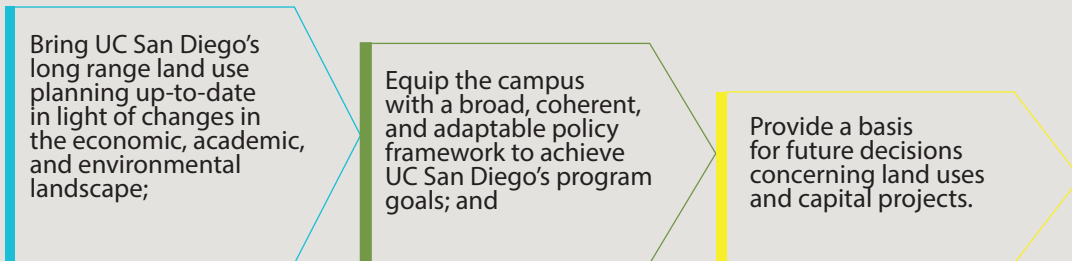 Bring UC San Diego’s
long range land use
planning up-to-date
in light of changes in
the economic, academic,
and environmental
landscape;
Equip the campus
with a broad, coherent,
and adaptable policy
framework to achieve
UC San Diego’s program
goals; and
Provide a basis
for future decisions
concerning land uses
and capital projects.